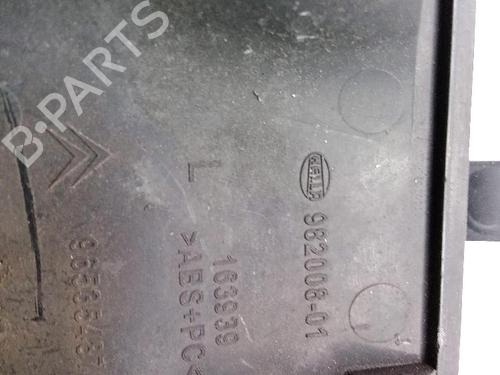 B-PARTS
HELLA
982008-01
L
163939
>ABS+PC<